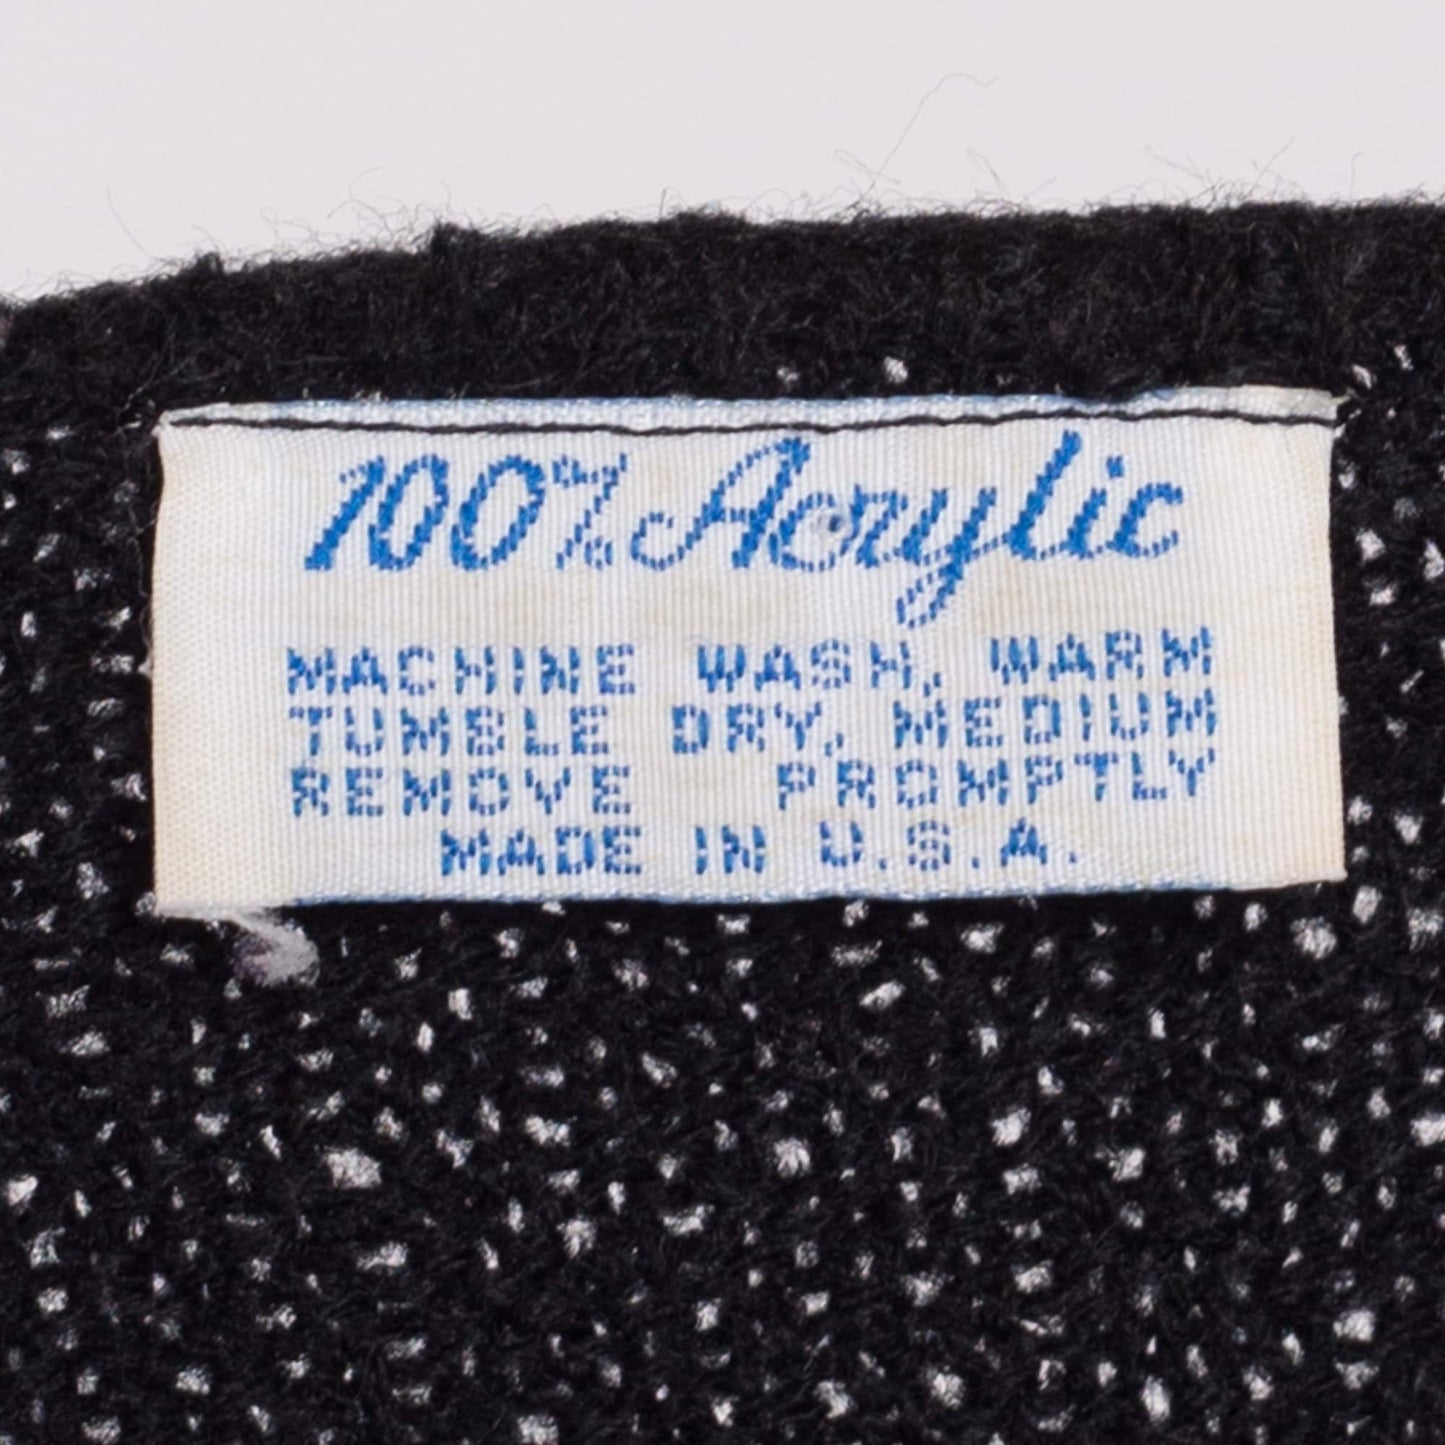 100% Acrylic
MACHINE WASH, WARM
TUMBLE DRY, MEDIUM
REMOVE PROMPTLY
MADE IN U.S.A.